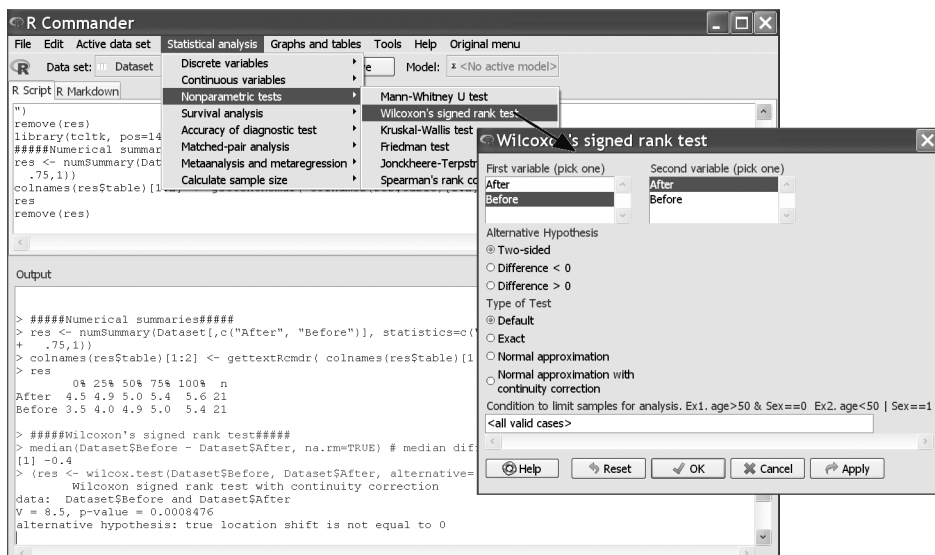 R Commander
File Edit Active data set Statistical analysis Graphs and tables Tools Help Original menu
Data set: Dataset Model: <No active model>
R Script R Markdown
Discrete variables
Continuous variables
Nonparametric tests
Survival analysis
Accuracy of diagnostic test
Matched-pair analysis
Metaanalysis and metaregression
Calculate sample size
Mann-Whitney U test
Wilcoxon's signed rank test
Kruskal-Wallis test
Friedman test
Jonckheere-Terpstr
Spearman's rank co
")
remove(res)
library(tcltk, pos=14
#####Numerical summar
res <- numSummary(Dat
.75,1))
colnames(res$table)[1:2]
res
remove(res)
Output
> #####Numerical summaries#####
> res <- numSummary(Dataset[,c("After", "Before")], statistics=c(
+ .75,1))
> colnames(res$table)[1:2] <- gettextRcmdr( colnames(res$table)[1
> res
0% 25% 50% 75% 100% n
After 4.5 4.9 5.0 5.4 5.6 21
Before 3.5 4.0 4.9 5.0 5.4 21
> #####Wilcoxon's signed rank test#####
> median(Dataset$Before - Dataset$After, na.rm=TRUE) # median diff
[1] -0.4
> (res <- wilcox.test(Dataset$Before, Dataset$After, alternative=
Wilcoxon signed rank test with continuity correction
data: Dataset$Before and Dataset$After
V = 8.5, p-value = 0.0008476
alternative hypothesis: true location shift is not equal to 0
Wilcoxon's signed rank test
First variable (pick one) Second variable (pick one)
After After
Before Before
Alternative Hypothesis
Two-sided
Difference < 0
Difference > 0
Type of Test
Default
Exact
Normal approximation
Normal approximation with
continuity correction
Condition to limit samples for analysis. Ex1. age>50 & Sex==0 Ex2. age<50 | Sex==1
<all valid cases>
Help Reset OK Cancel Apply